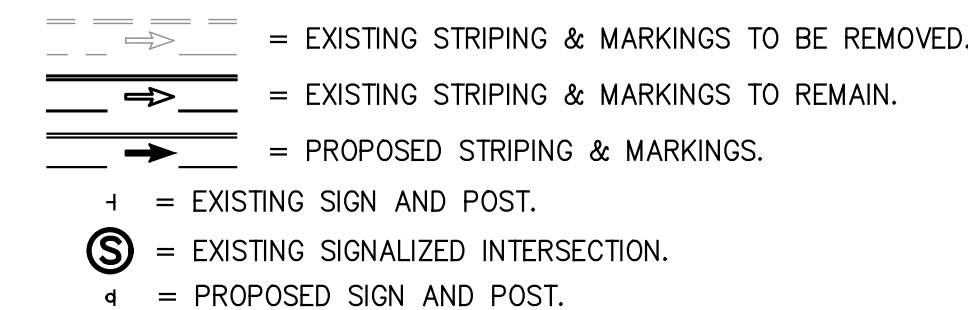 = EXISTING STRIPING & MARKINGS TO BE REMOVED.
= EXISTING STRIPING & MARKINGS TO REMAIN.
= PROPOSED STRIPING & MARKINGS.
= EXISTING SIGN AND POST.
S = EXISTING SIGNALIZED INTERSECTION.
= PROPOSED SIGN AND POST.